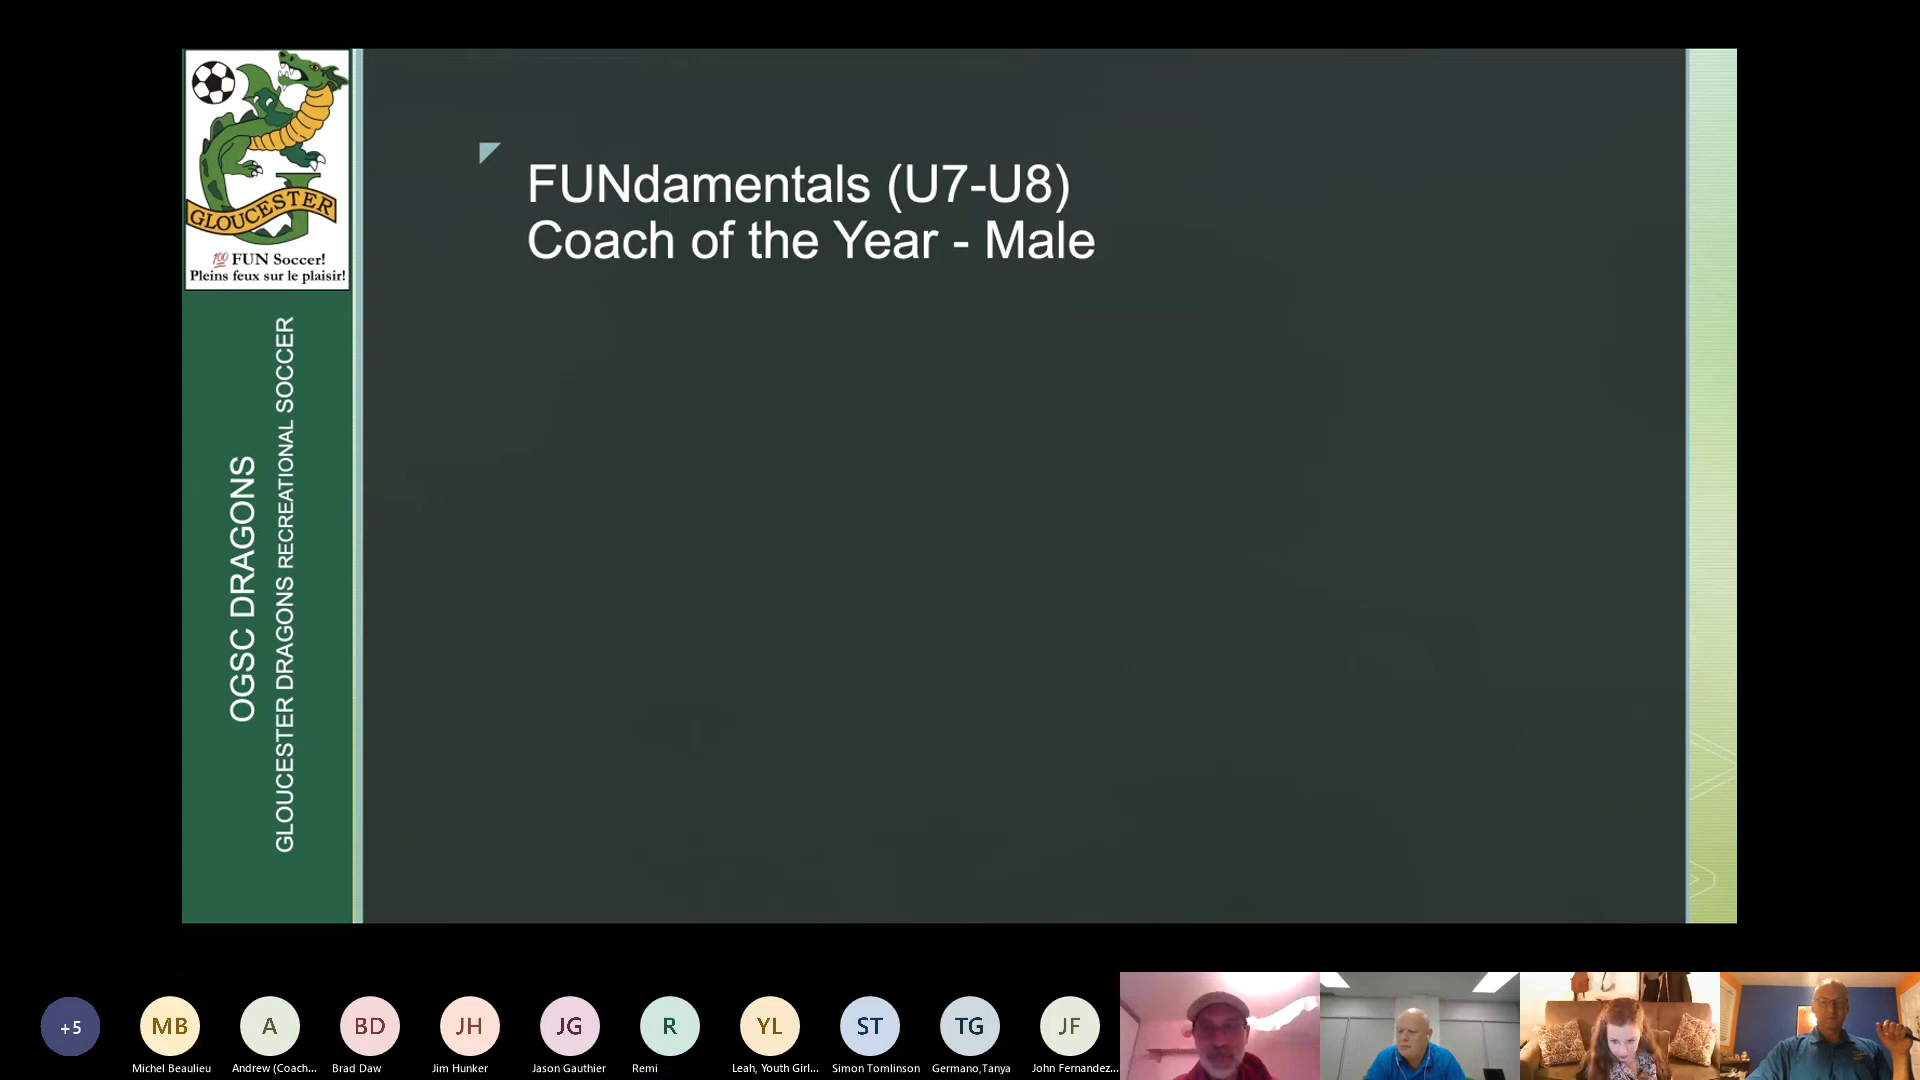 GLOUCESTER
💯 FUN Soccer!
Pleins feux sur le plaisir!
OGSC DRAGONS
GLOUCESTER DRAGONS RECREATIONAL SOCCER
FUNdamentals (U7-U8)
Coach of the Year - Male
+5
MB
A
BD
JH
JG
R
YL
ST
TG
JF
Michel Beaulieu
Andrew (Coach...
Brad Daw
Jim Hunker
Jason Gauthier
Remi
Leah, Youth Girl...
Simon Tomlinson
Germano,Tanya
John Fernandez...